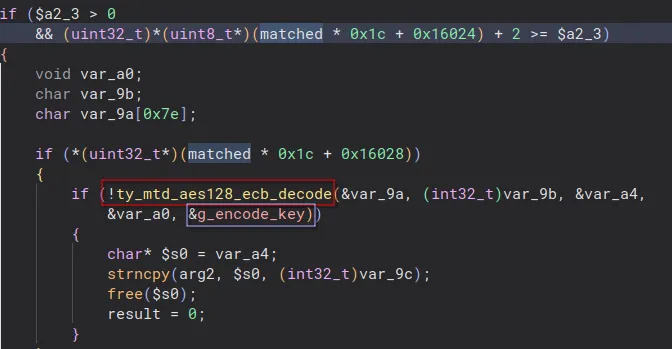 if ($a2_3 > 0
&& (uint32_t)*(uint8_t*)(matched * 0x1c + 0x16024) + 2 >= $a2_3)
{
void var_a0;
char var_9b;
char var_9a[0x7e];
if (*(uint32_t*)(matched * 0x1c + 0x16028))
{
if (!ty_mtd_aes128_ecb_decode(&var_9a, (int32_t)var_9b, &var_a4,
&var_a0, &g_encode_key))
{
char* $s0 = var_a4;
strncpy(arg2, $s0, (int32_t)var_9c);
free($s0);
result = 0;
}